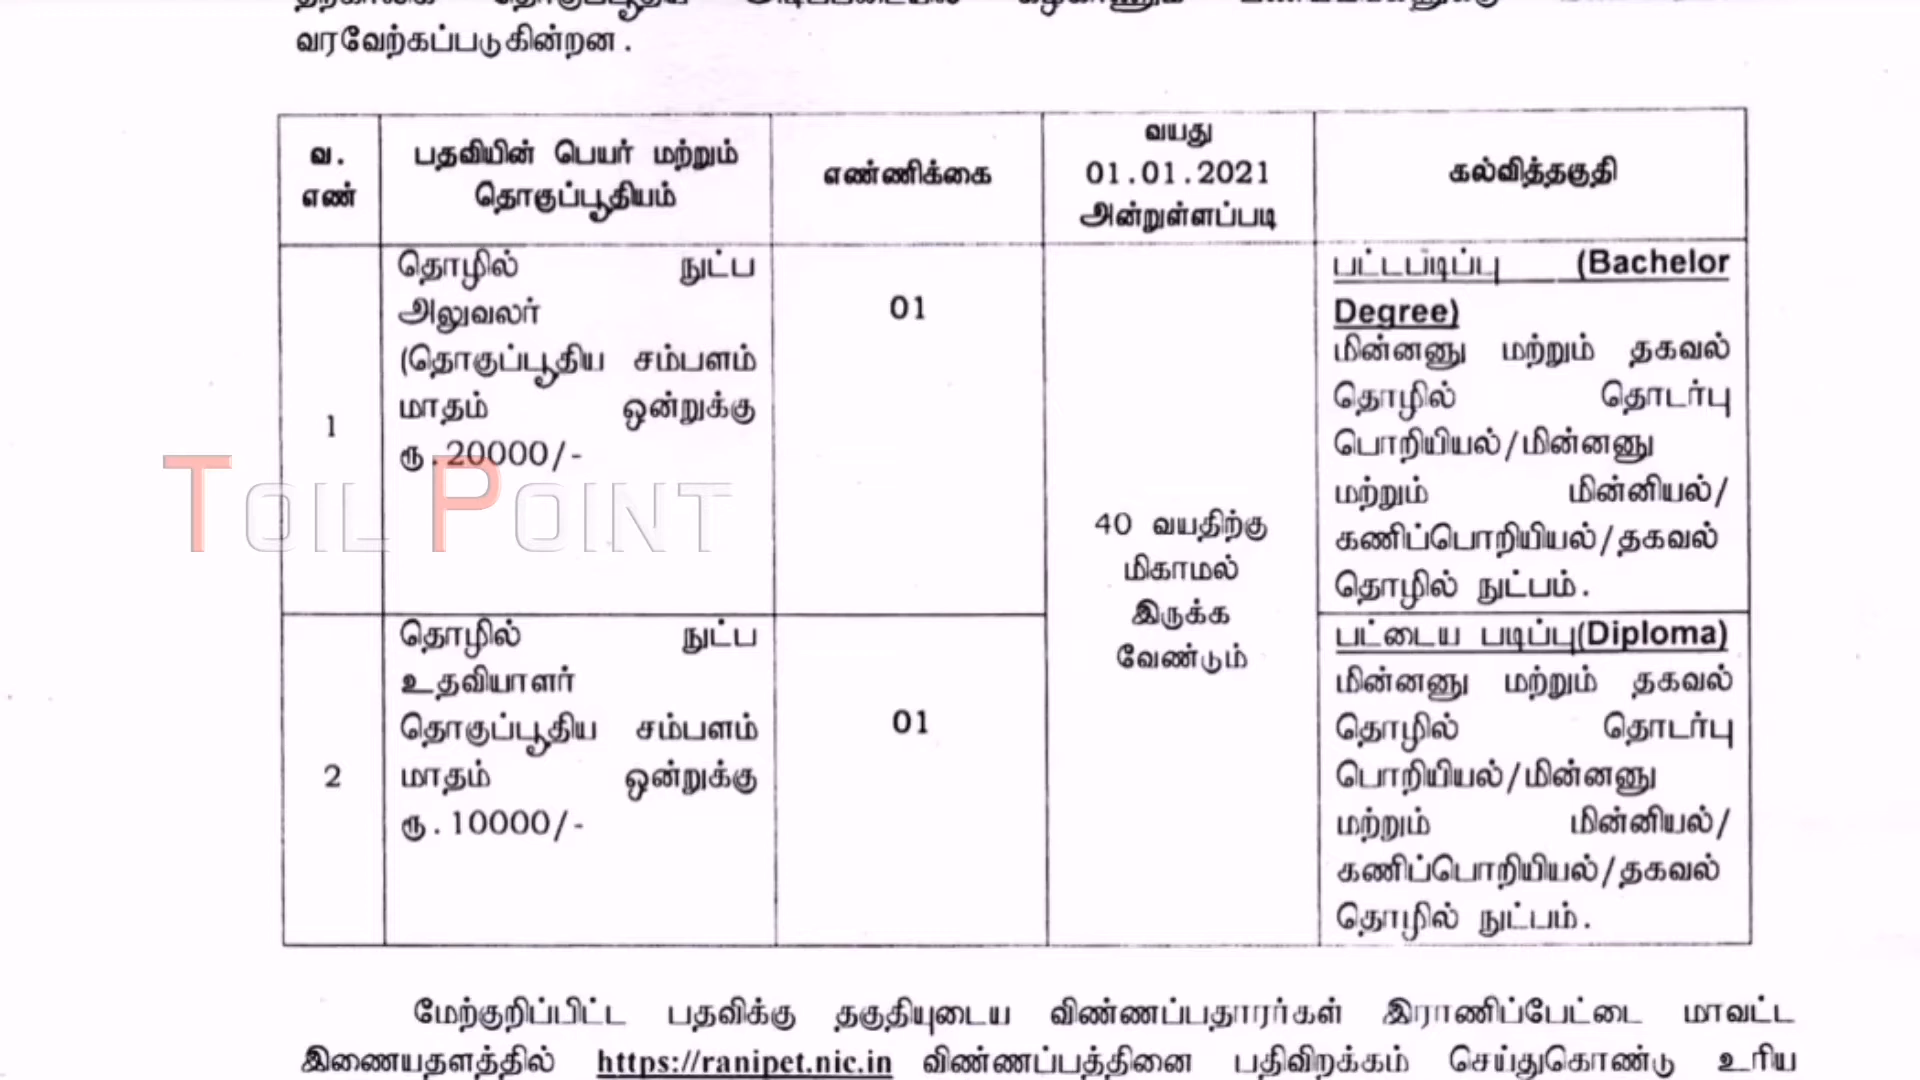 வரவேற்கப்படுகின்றன.
வ. எண்
பதவியின் பெயர் மற்றும்
தொகுப்பூதியம்
எண்ணிக்கை
வயது
01.01.2021
அன்றுள்ளப்படி
கல்வித்தகுதி
1
தொழில் நுட்ப
அலுவலர்
(தொகுப்பூதிய சம்பளம்
மாதம் ஒன்றுக்கு
ரூ.20000/-
01
40 வயதிற்கு
மிகாமல்
இருக்க
வேண்டும்
பட்டபடிப்பு (Bachelor
Degree)
மின்னனு மற்றும் தகவல்
தொழில் தொடர்பு
பொறியியல்/மின்னனு
மற்றும் மின்னியல்/
கணிப்பொறியியல்/தகவல்
தொழில் நுட்பம்.
2
தொழில் நுட்ப
உதவியாளர்
தொகுப்பூதிய சம்பளம்
மாதம் ஒன்றுக்கு
ரூ.10000/-
01
பட்டைய படிப்பு(Diploma)
மின்னனு மற்றும் தகவல்
தொழில் தொடர்பு
பொறியியல்/மின்னனு
மற்றும் மின்னியல்/
கணிப்பொறியியல்/தகவல்
தொழில் நுட்பம்.
TOIL POINT
மேற்குறிப்பிட்ட பதவிக்கு தகுதியுடைய விண்ணப்பதாரர்கள் இராணிப்பேட்டை மாவட்ட
இணையதளத்தில் https://ranipet.nic.in விண்ணப்பத்தினை பதிவிறக்கம் செய்துகொண்டு உரிய